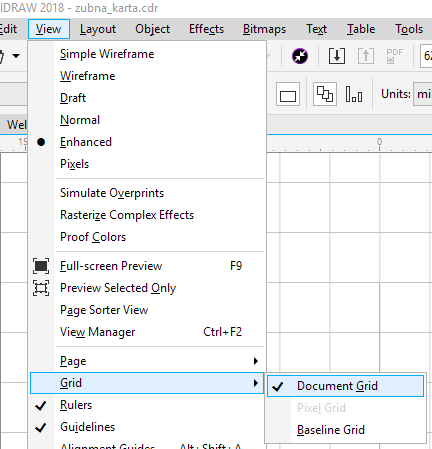 IDRAW 2018 - zubna_karta.cdr
Edit View Layout Object Effects Bitmaps Text Table Tools
Simple Wireframe
Wireframe
Draft
Normal
Enhanced
Pixels
PDF
Units:
Wel
15
0
Simulate Overprints
Rasterize Complex Effects
Proof Colors
Full-screen Preview F9
Preview Selected Only
Page Sorter View
View Manager Ctrl+F2
Page
Grid
Document Grid
Rulers
Pixel Grid
Guidelines
Baseline Grid
Alignment Guides Alt+Shift+A